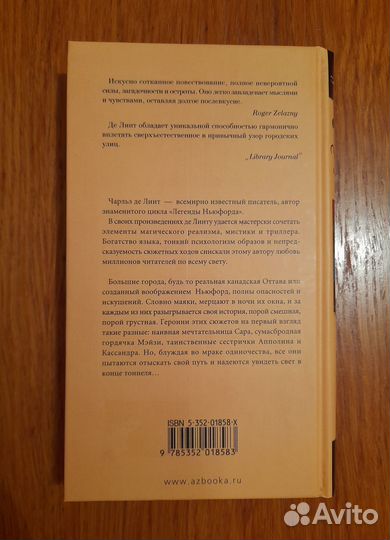 Искусно сотканное повествование, полное невероятной
силы, загадочности и остроты. Оно легко завладевает мыслями
и чувствами, оставляя долгое послевкусие.
Roger Zelazny
Де Линт обладает уникальной способностью гармонично
вплетать сверхъестественное в привычный узор городских
улиц.
„Library Journal"
Чарльз де Линт — всемирно известный писатель, автор
знаменитого цикла «Легенды Ньюфорда».
В своих произведениях де Линту удается мастерски сочетать
элементы магического реализма, мистики и триллера.
Богатство языка, тонкий психологизм образов и непред-
сказуемость сюжетных ходов снискали этому автору любовь
миллионов читателей по всему свету.
Большие города, будь то реальная канадская Оттава или
созданный воображением Ньюфорд, полны опасностей и
искушений. Словно маяки, мерцают в ночи их окна, и за
каждым из них разыгрывается своя история, порой смешная,
порой грустная. Героини этих сюжетов на первый взгляд
такие разные: наивная мечтательница Сара, сумасбродная
гордячка Мэйзи, таинственные сестрички Апполина и
Кассандра. Но, блуждая во мраке одиночества, все они
пытаются отыскать свой путь и надеются увидеть свет в
конце тоннеля…
ISBN 5-352-01858-X
9 785352 018583
www.azbooka.ru
Avito